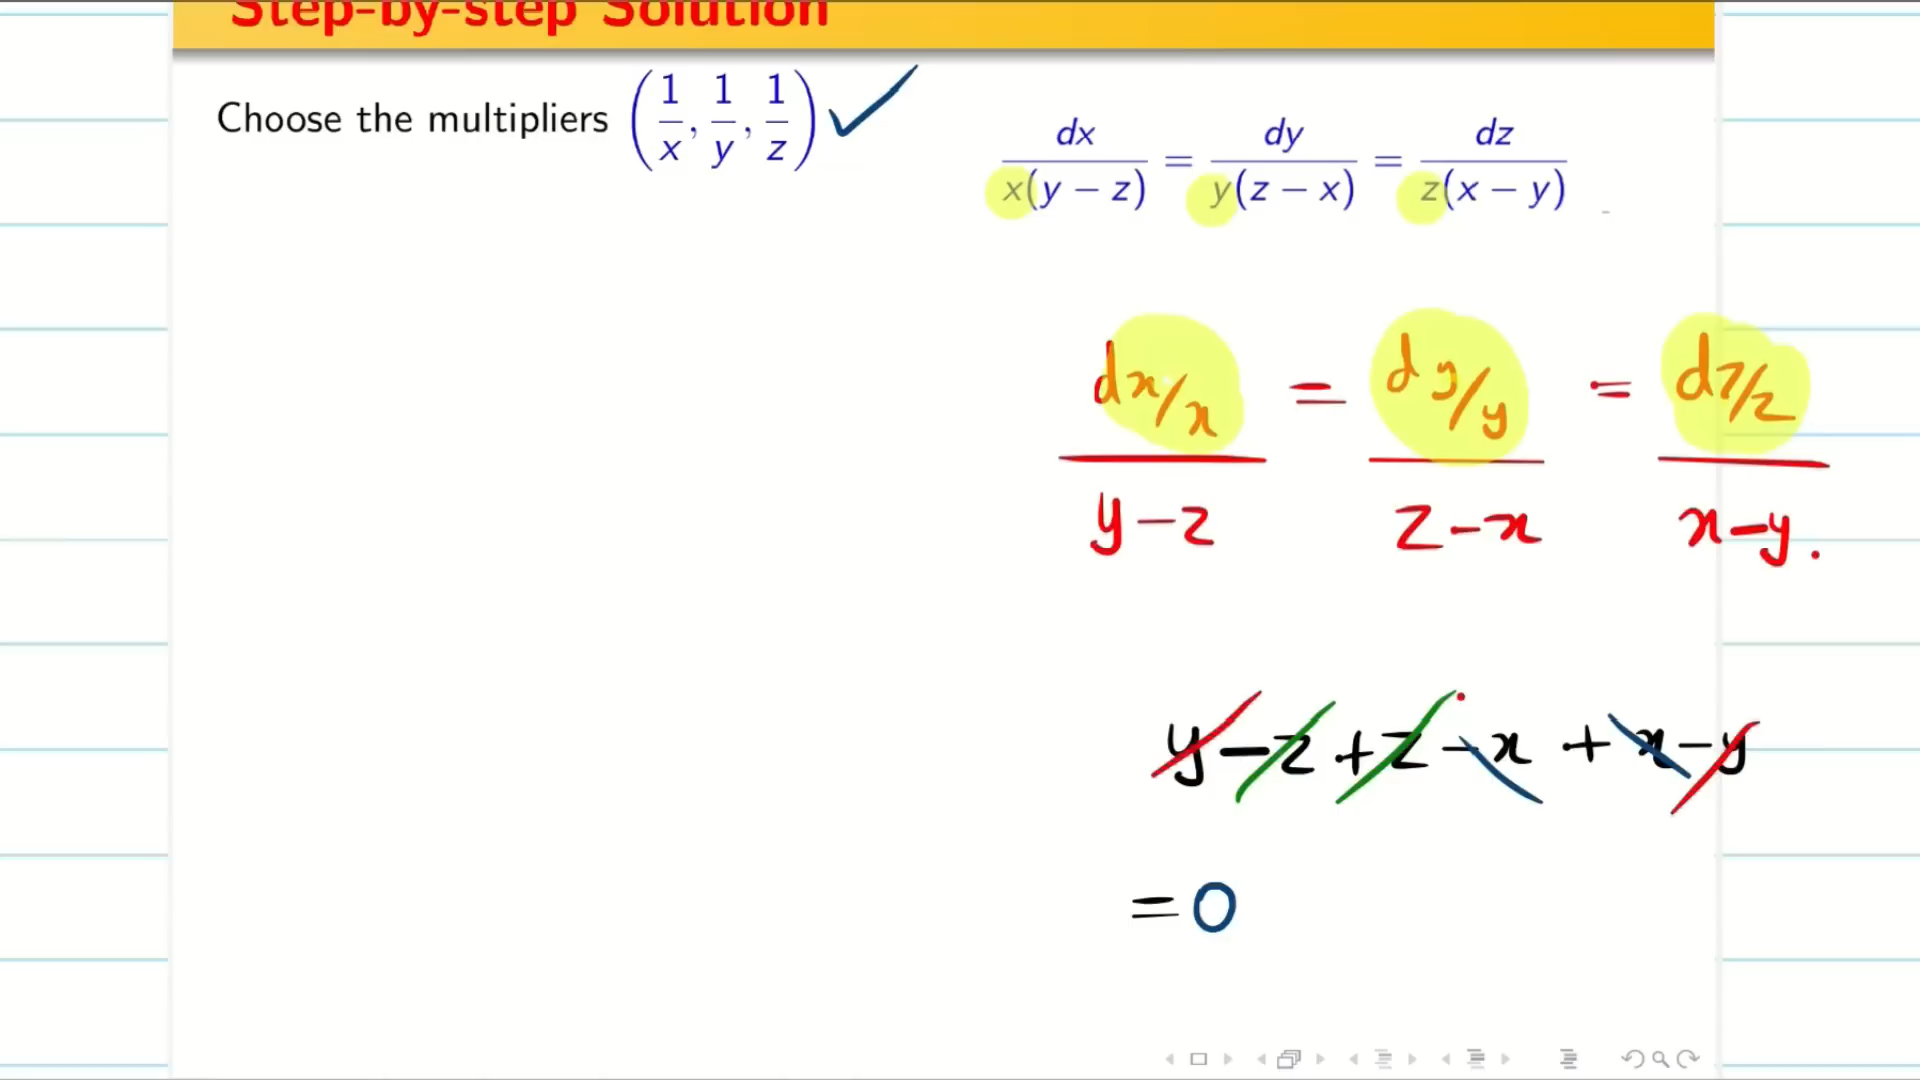 Step-by-step Solution
Choose the multipliers (1/x, 1/y, 1/z) ✓
dx/x(y − z) = dy/y(z − x) = dz/z(x − y)
(dx/x)/(y − z) = (dy/y)/(z − x) = (dz/z)/(x − y).
y − z + z − x + x − y
= 0